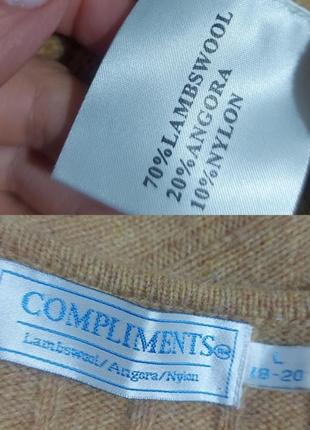 70%LAMBSWOOL
20%ANGORA
10%NYLON
COMPLIMENTS®
Lambswool/Angora/Nylon
L
18-20